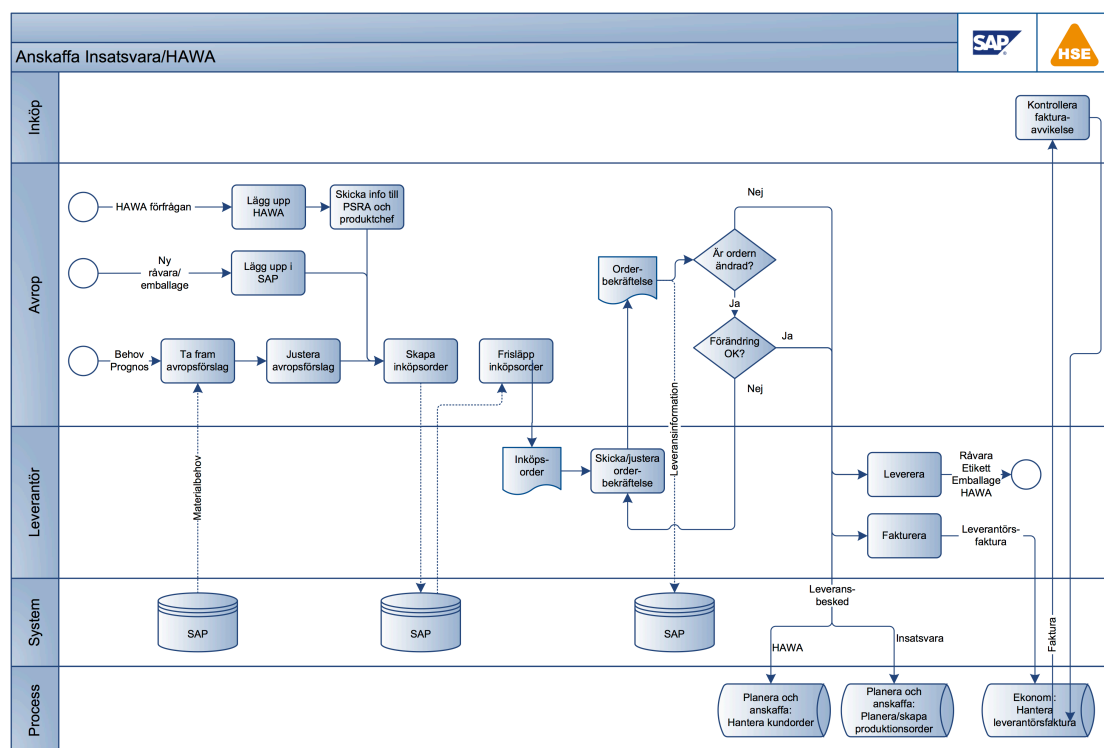 Anskaffa Insatsvara/HAWA
SAP
HSE
Inköp
Kontrollera
faktura-
avvikelse
Avrop
HAWA förfrågan
Lägg upp
HAWA
Skicka info till
PSRA och
produktchef
Ny
råvara/
emballage
Lägg upp i
SAP
Behov
Prognos
Ta fram
avropsförslag
Justera
avropsförslag
Skapa
inköpsorder
Frisläpp
inköpsorder
Order-
bekräftelse
Är ordern
ändrad?
Nej
Ja
Förändring
OK?
Ja
Nej
Leveransinformation
Leverantör
Materialbehov
Inköps-
order
Skicka/justera
order-
bekräftelse
Leverera
Råvara
Etikett
Emballage
HAWA
Fakturera
Leverantörs-
faktura
System
SAP
SAP
SAP
Leverans-
besked
HAWA
Insatsvara
Faktura
Process
Planera och
anskaffa:
Hantera kundorder
Planera och
anskaffa:
Planera/skapa
produktionsorder
Ekonomi:
Hantera
leverantörsfaktura